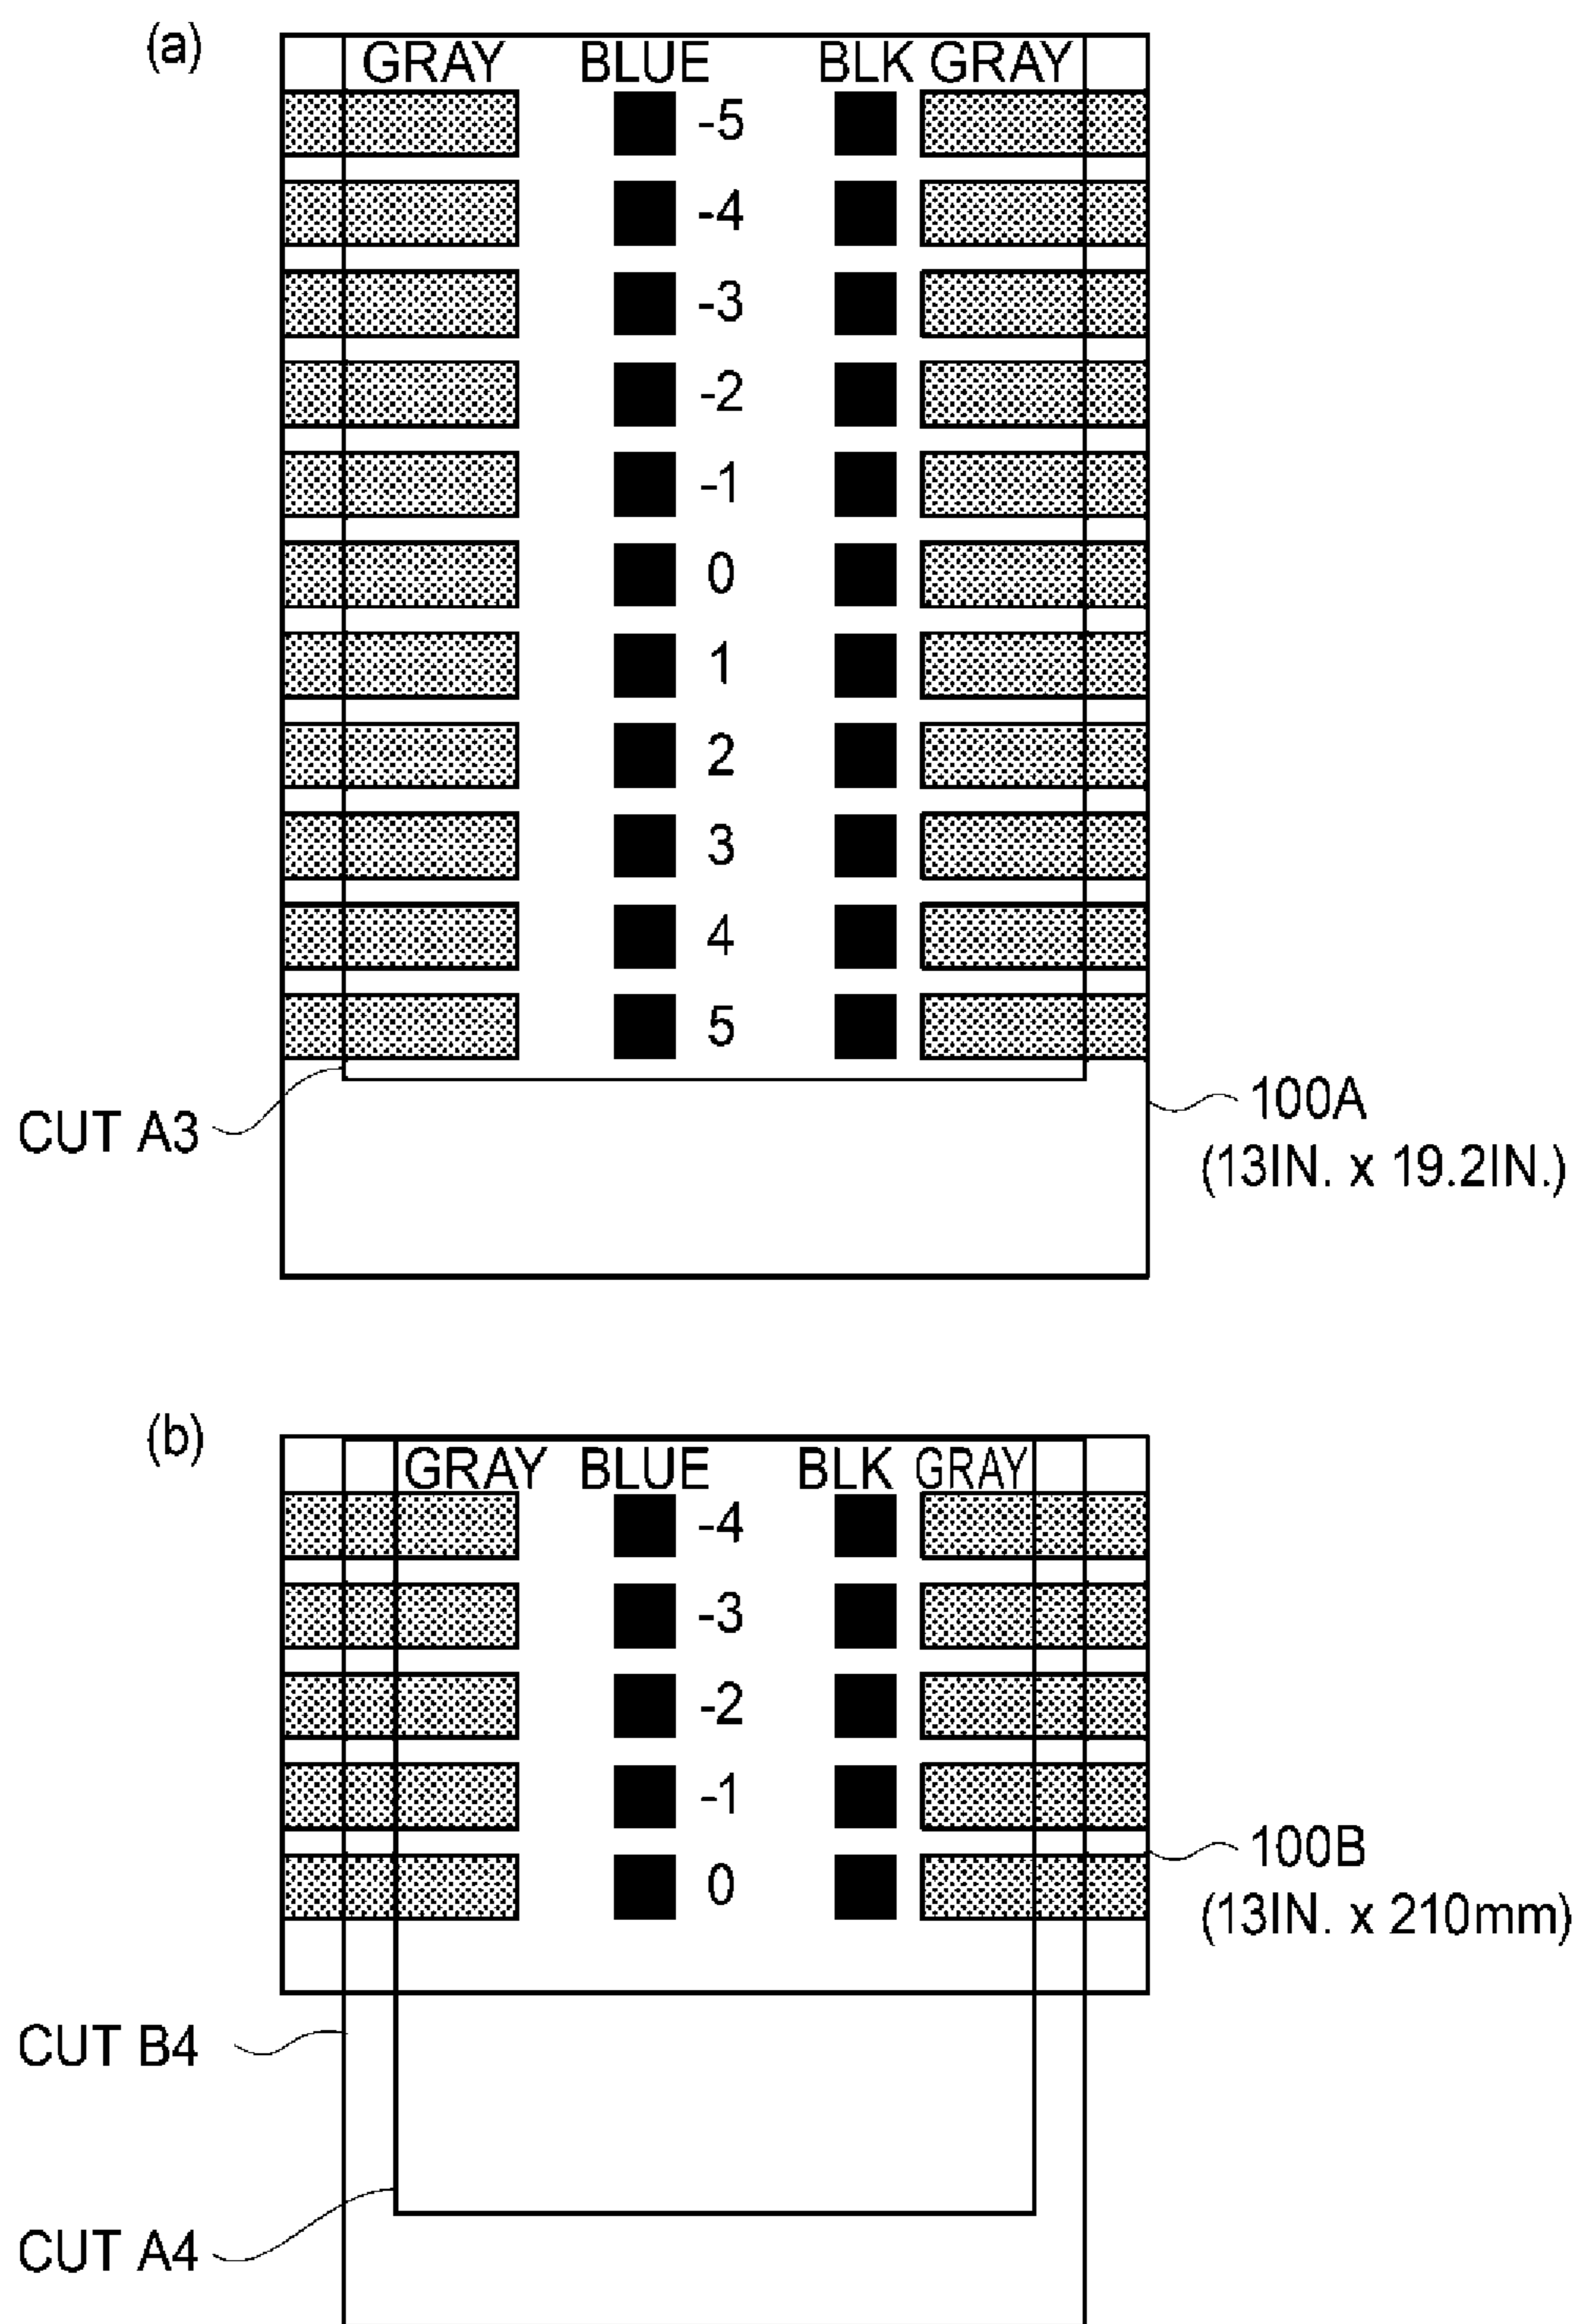 (a)
GRAY BLUE BLK GRAY
-5
-4
-3
-2
-1
0
1
2
3
4
5
CUT A3
100A
(13IN. x 19.2IN.)
(b)
GRAY BLUE BLK GRAY
-4
-3
-2
-1
0
100B
(13IN. x 210mm)
CUT B4
CUT A4